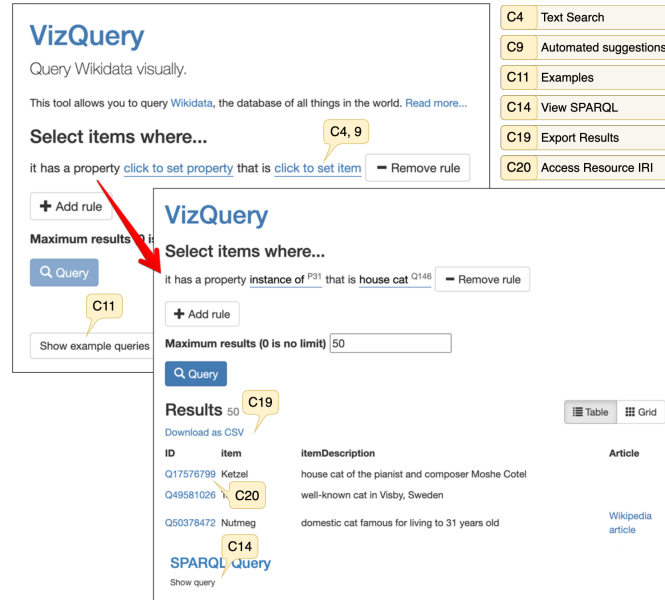 VizQuery
Query Wikidata visually.
This tool allows you to query Wikidata, the database of all things in the world. Read more...
Select items where...
C4, 9
it has a property click to set property that is click to set item − Remove rule
+ Add rule
Maximum results (0 is
Query
C11
Show example queries
C4 Text Search
C9 Automated suggestions
C11 Examples
C14 View SPARQL
C19 Export Results
C20 Access Resource IRI
VizQuery
Select items where...
it has a property instance of P31 that is house cat Q146 − Remove rule
+ Add rule
Maximum results (0 is no limit) 50
Query
Results 50
C19
Table Grid
Download as CSV
ID item itemDescription Article
Q17576799 Ketzel house cat of the pianist and composer Moshe Cotel
Q49581026 well-known cat in Visby, Sweden
C20
Q50378472 Nutmeg domestic cat famous for living to 31 years old Wikipedia article
C14
SPARQL Query
Show query